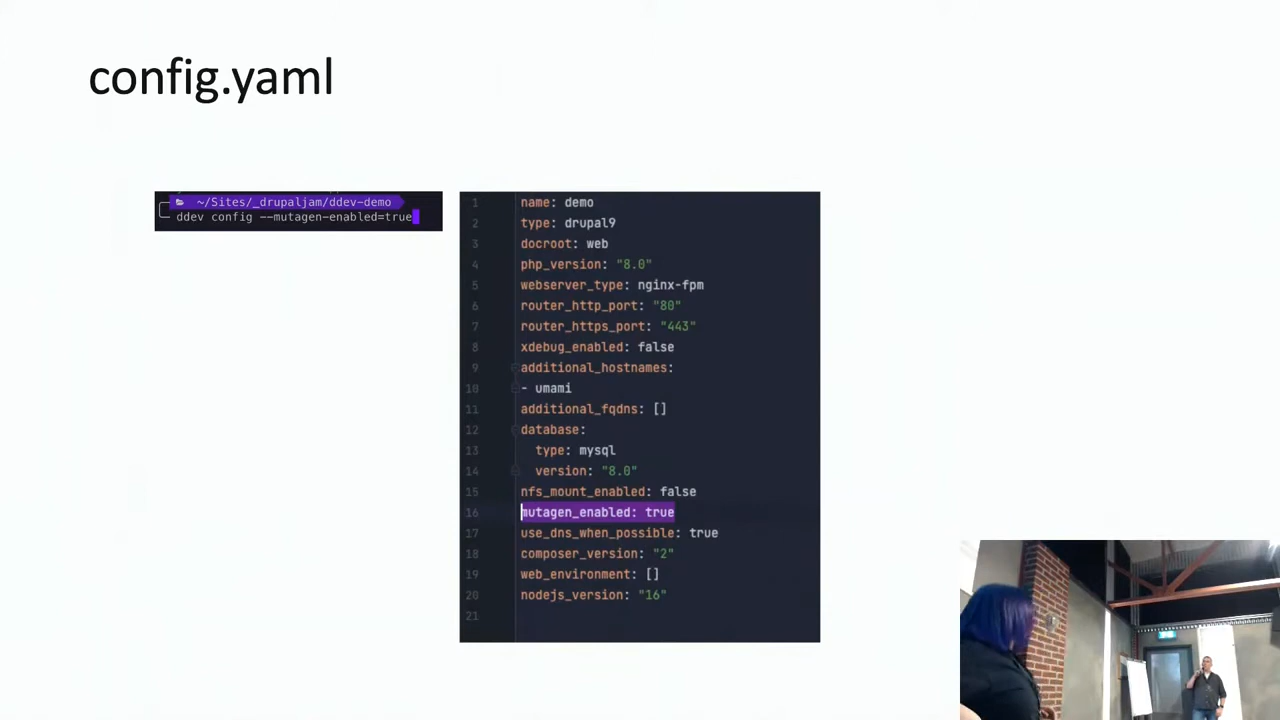 config.yaml
~/Sites/_drupaljam/ddev-demo
ddev config --mutagen-enabled=true
1 name: demo
2 type: drupal9
3 docroot: web
4 php_version: "8.0"
5 webserver_type: nginx-fpm
6 router_http_port: "80"
7 router_https_port: "443"
8 xdebug_enabled: false
9 additional_hostnames:
10 - umami
11 additional_fqdns: []
12 database:
13 type: mysql
14 version: "8.0"
15 nfs_mount_enabled: false
16 mutagen_enabled: true
17 use_dns_when_possible: true
18 composer_version: "2"
19 web_environment: []
20 nodejs_version: "16"
21